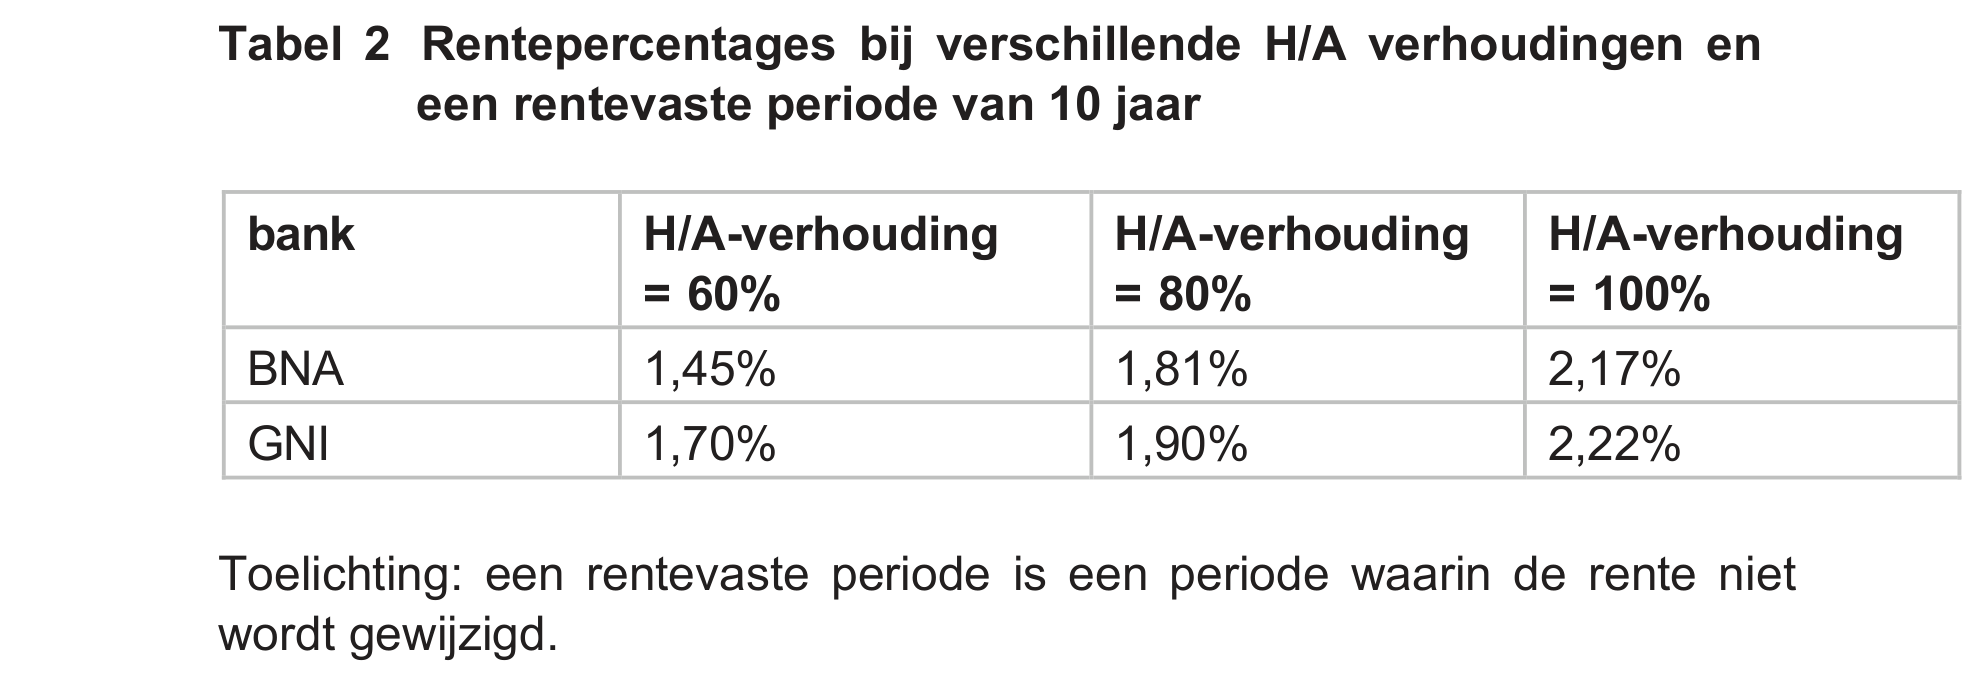 Tabel 2 Rentepercentages bij verschillende H/A verhoudingen en
een rentevaste periode van 10 jaar
bank H/A-verhouding H/A-verhouding H/A-verhouding
= 60% = 80% = 100%
BNA 1,45% 1,81% 2,17%
GNI 1,70% 1,90% 2,22%
Toelichting: een rentevaste periode is een periode waarin de rente niet
wordt gewijzigd.